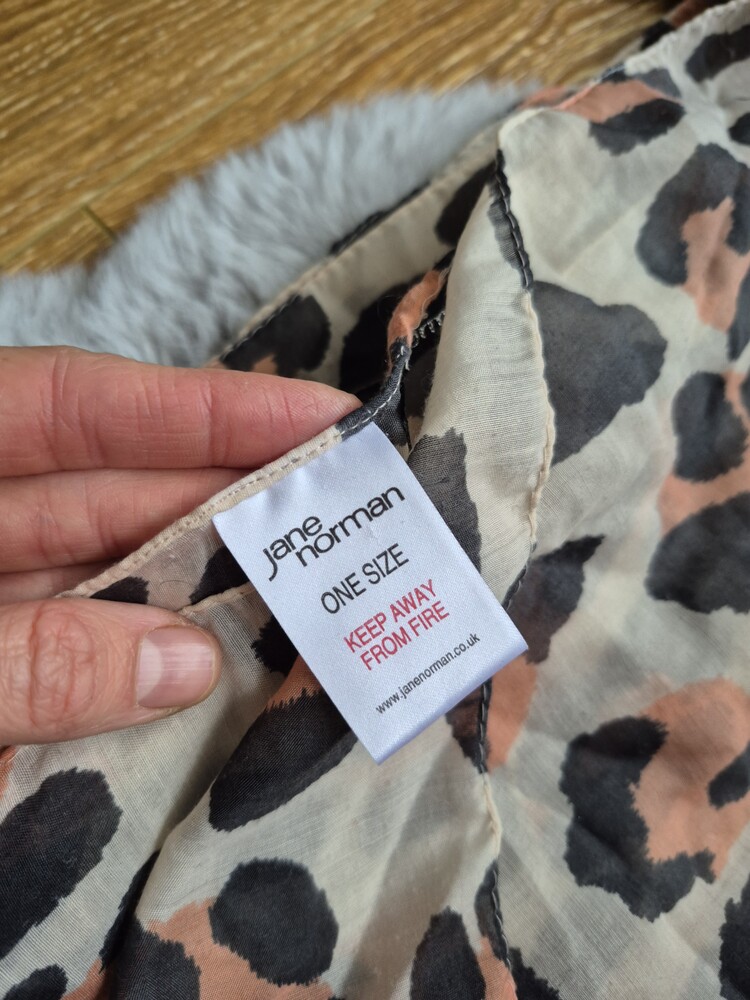 jane
norman
ONE SIZE
KEEP AWAY
FROM FIRE
www.janenorman.co.uk